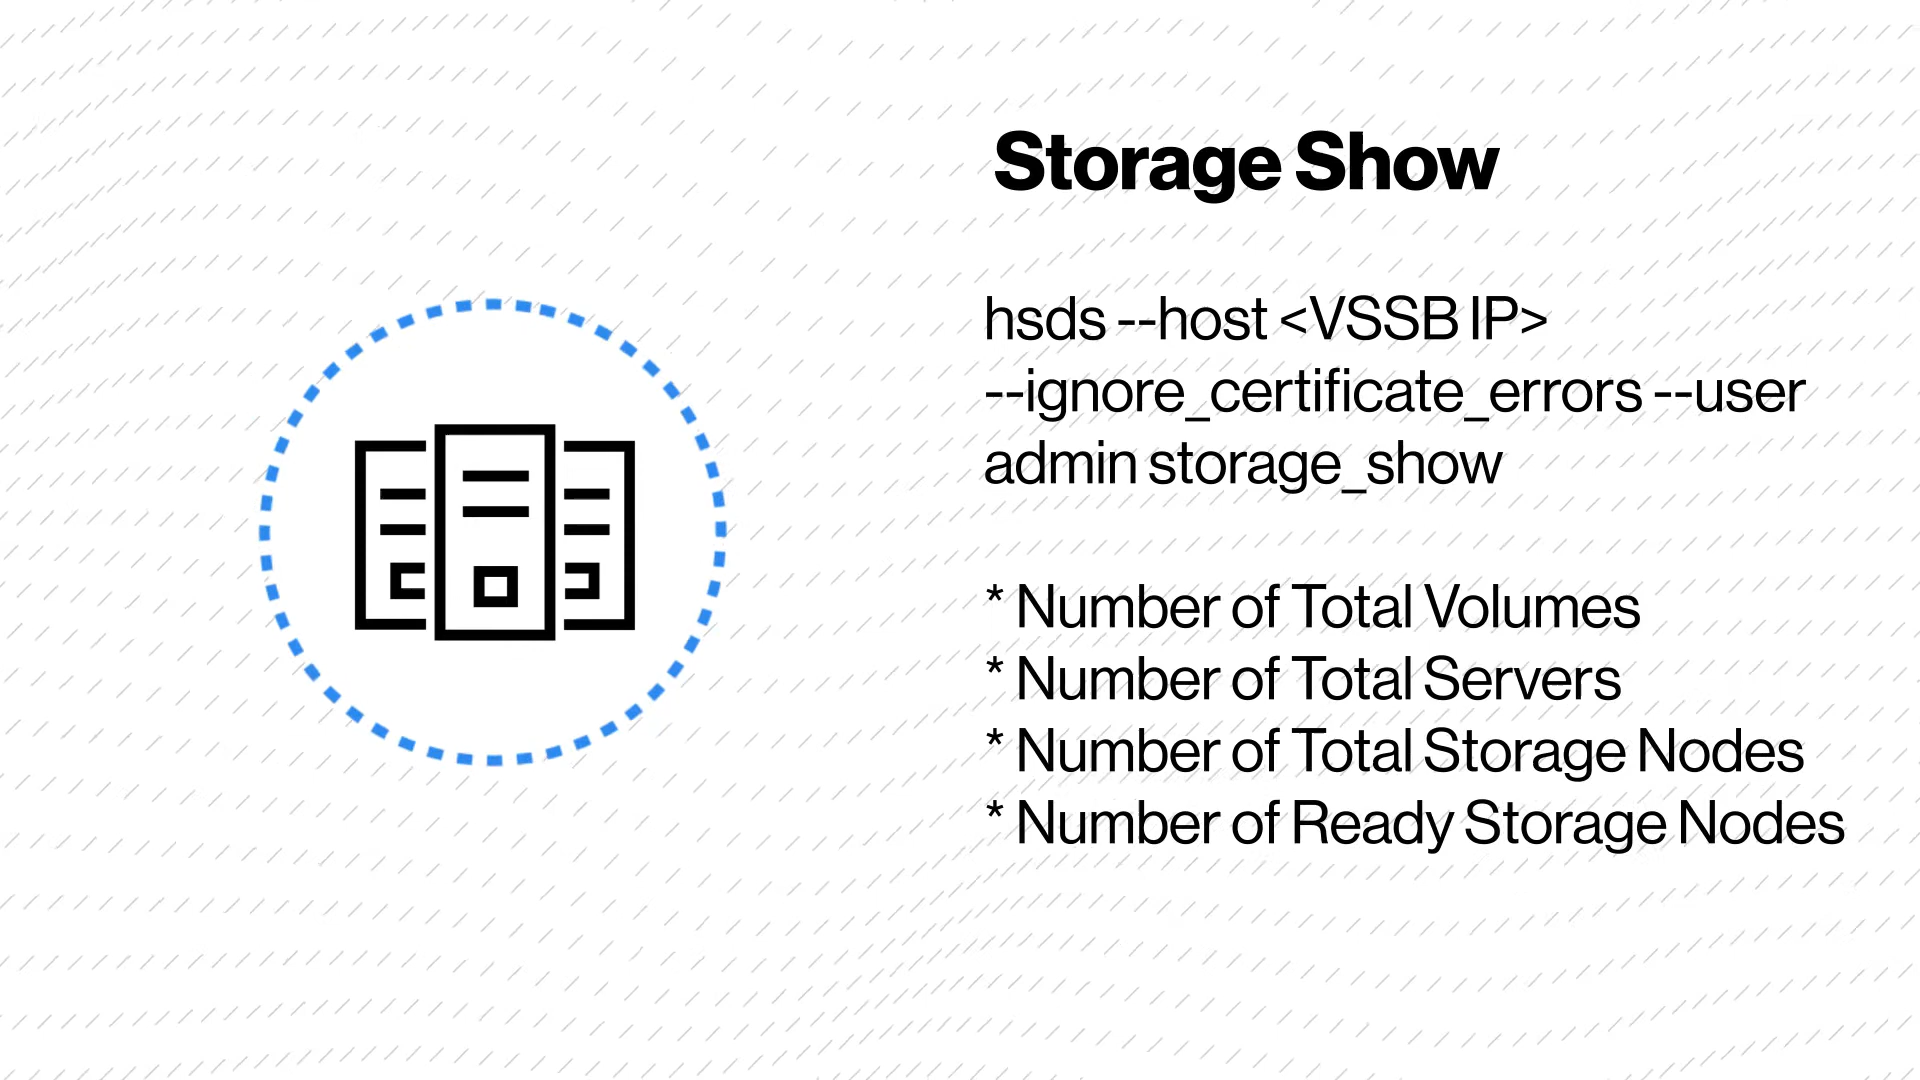 Storage Show
hsds --host <VSSB IP>
--ignore_certificate_errors --user
admin storage_show
* Number of Total Volumes
* Number of Total Servers
* Number of Total Storage Nodes
* Number of Ready Storage Nodes